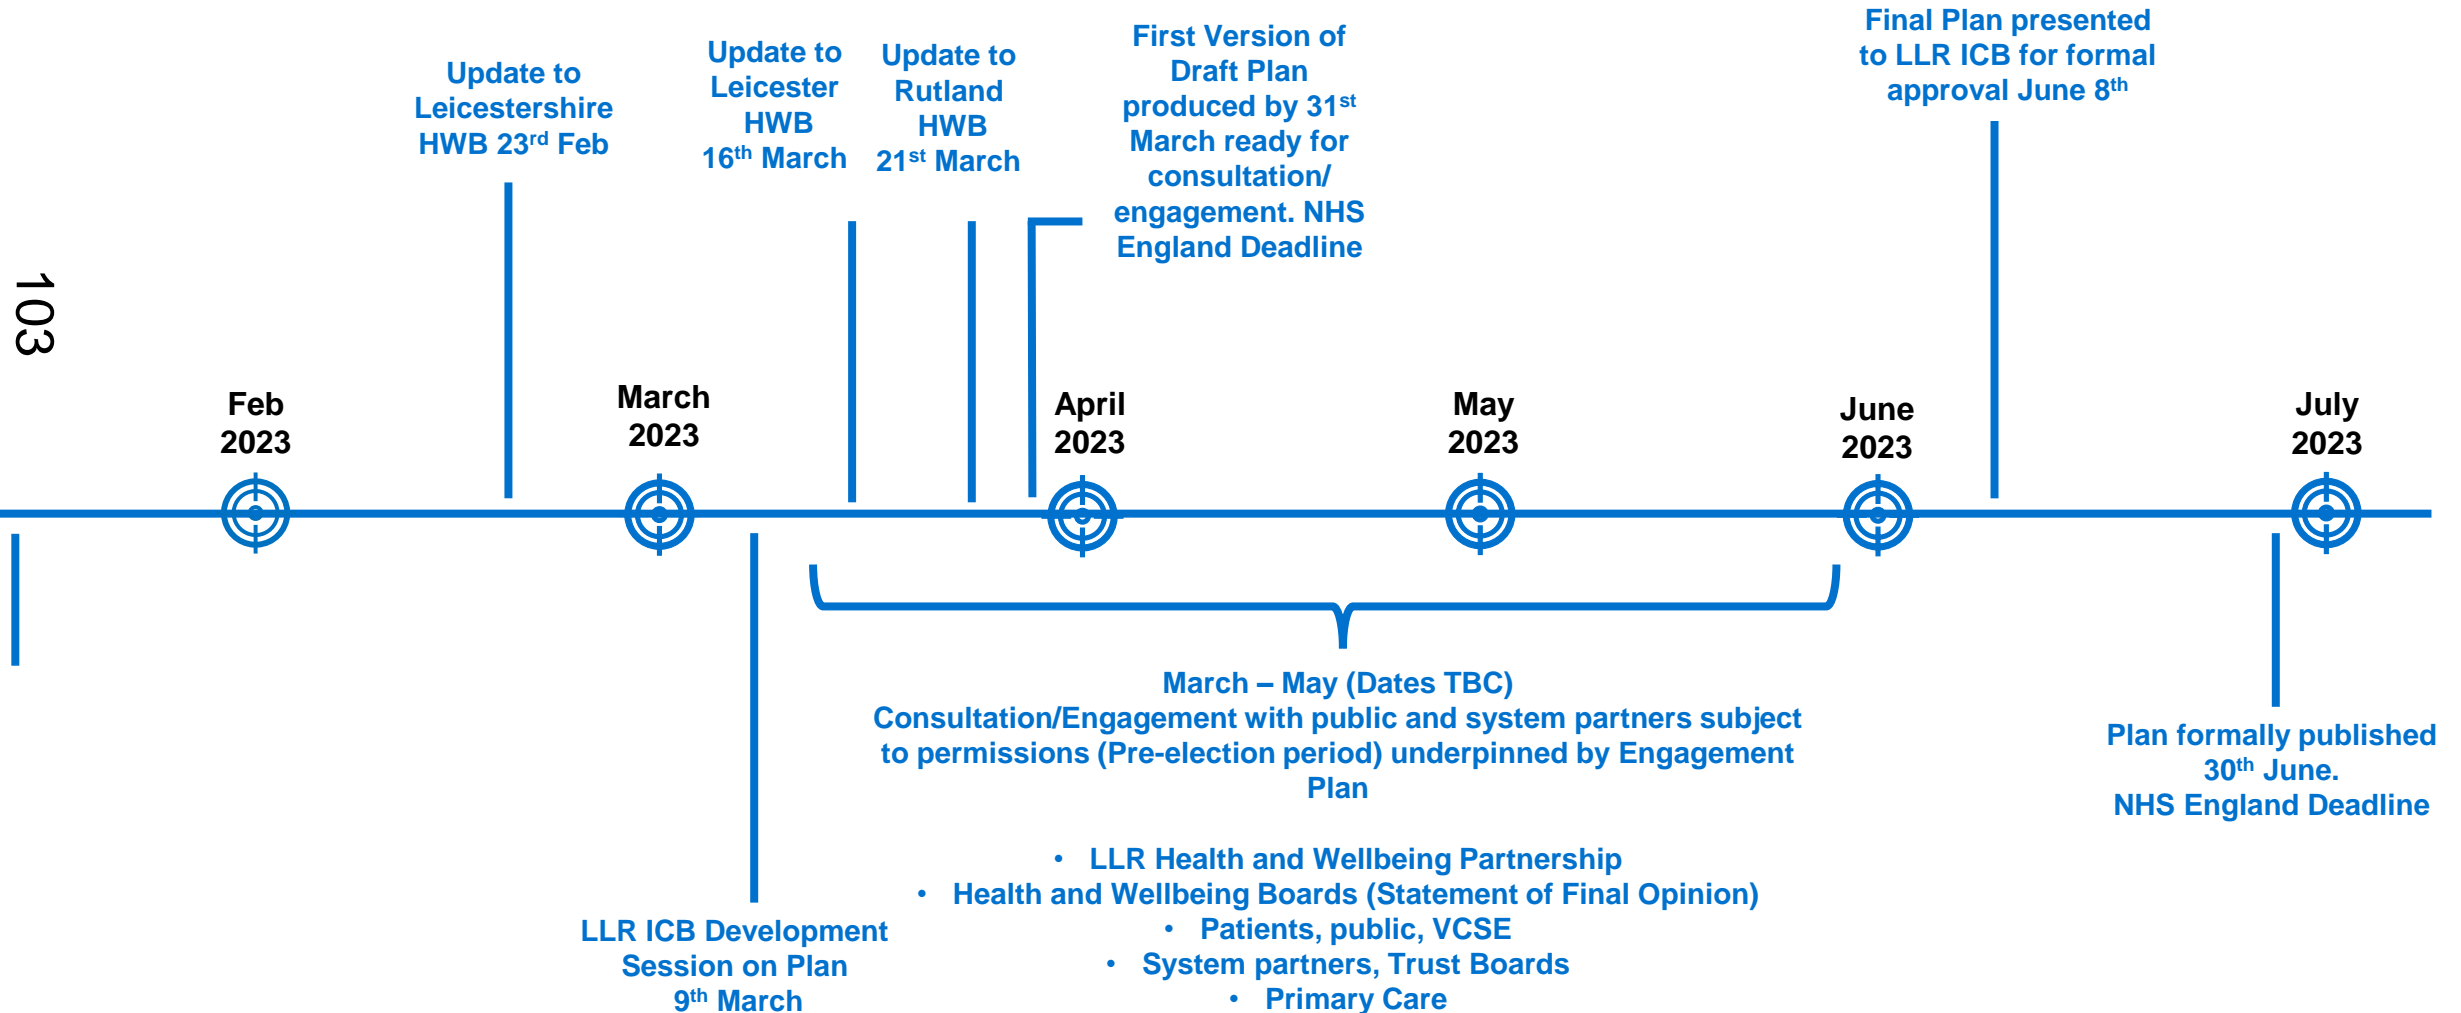 103
Update to
Leicestershire
HWB 23rd Feb
Update to
Leicester
HWB
16th March
Update to
Rutland
HWB
21st March
First Version of
Draft Plan
produced by 31st
March ready for
consultation/
engagement. NHS
England Deadline
Final Plan presented
to LLR ICB for formal
approval June 8th
Feb
2023
March
2023
April
2023
May
2023
June
2023
July
2023
LLR ICB Development
Session on Plan
9th March
March – May (Dates TBC)
Consultation/Engagement with public and system partners subject
to permissions (Pre-election period) underpinned by Engagement
Plan
• LLR Health and Wellbeing Partnership
• Health and Wellbeing Boards (Statement of Final Opinion)
• Patients, public, VCSE
• System partners, Trust Boards
• Primary Care
Plan formally published
30th June.
NHS England Deadline